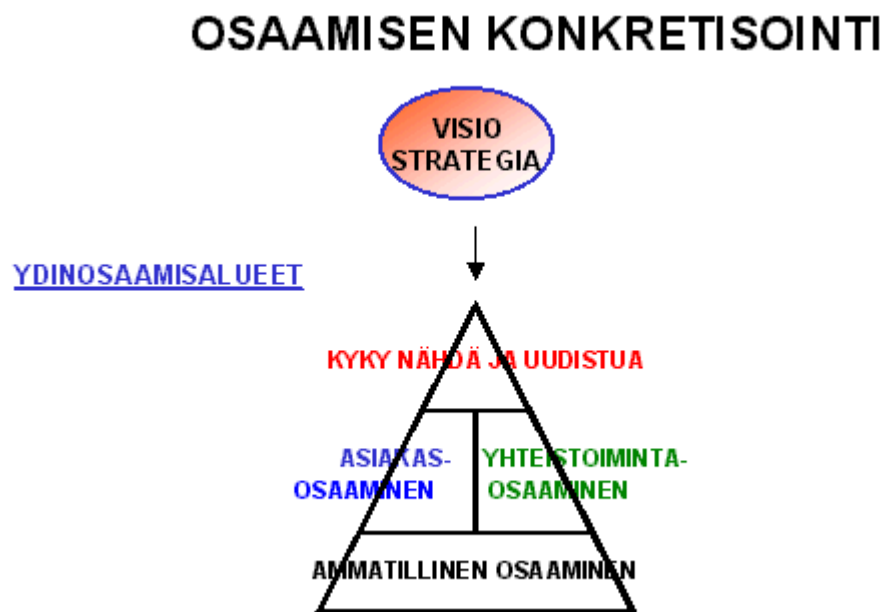 OSAAMISEN KONKRETISOINTI
VISIO
STRATEGIA
YDINOSAAMISALUEET
KYKY NÄHDÄ JA UUDISTUA
ASIAKAS-
OSAAMINEN
YHTEISTOIMINTA-
OSAAMINEN
AMMATILLINEN OSAAMINEN